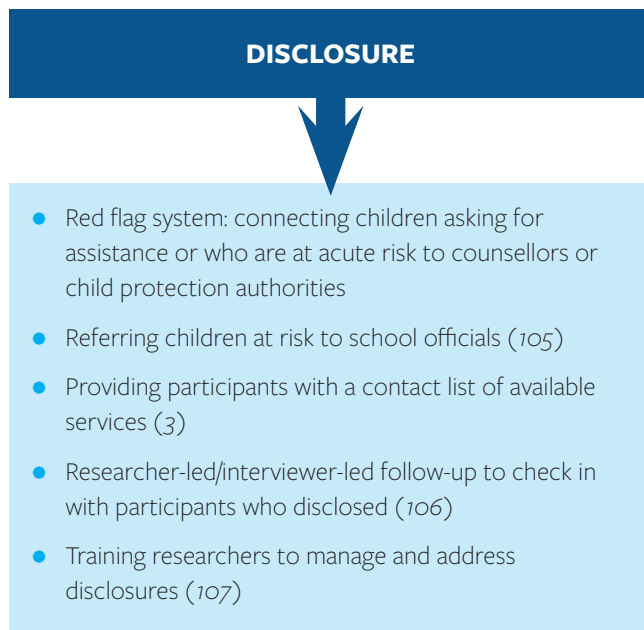 DISCLOSURE
● Red flag system: connecting children asking for
assistance or who are at acute risk to counsellors or
child protection authorities
● Referring children at risk to school officials (105)
● Providing participants with a contact list of available
services (3)
● Researcher-led/interviewer-led follow-up to check in
with participants who disclosed (106)
● Training researchers to manage and address
disclosures (107)